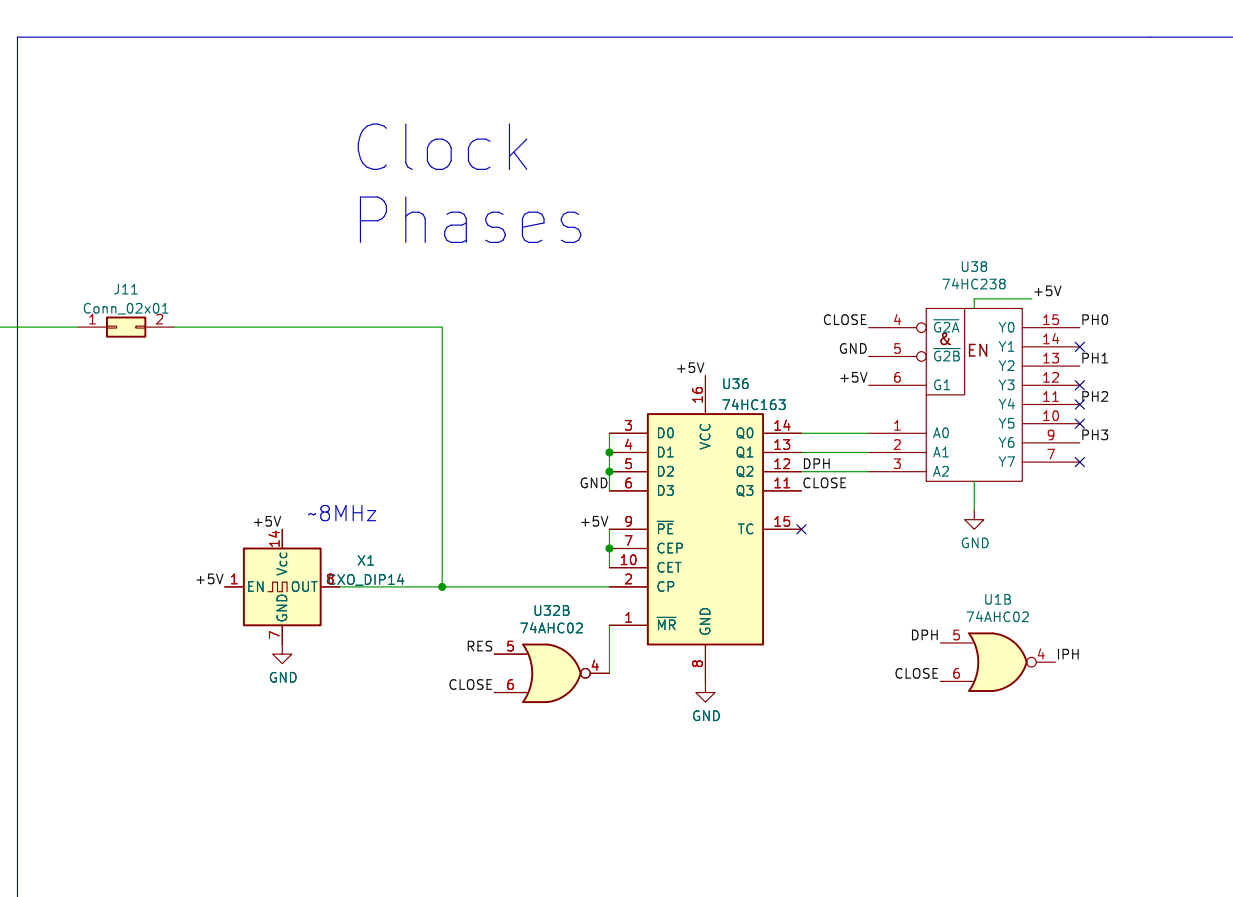 Clock
Phases
J11
Conn_02x01
1
2
~8MHz
+5V
14
Vcc
X1
CXO_DIP14
+5V
1
EN
OUT
8
GND
7
GND
U32B
74AHC02
RES
5
CLOSE
6
4
+5V
16
VCC
U36
74HC163
3
D0
4
D1
5
D2
GND
6
D3
+5V
9
PE
7
CEP
10
CET
2
CP
1
MR
Q0
14
Q1
13
Q2
12
DPH
Q3
11
CLOSE
TC
15
GND
8
GND
U38
74HC238
+5V
CLOSE
4
G2A
&
EN
GND
5
G2B
+5V
6
G1
1
A0
2
A1
3
A2
Y0
15
PH0
Y1
14
Y2
13
PH1
Y3
12
Y4
11
PH2
Y5
10
Y6
9
PH3
Y7
7
GND
U1B
74AHC02
DPH
5
CLOSE
6
4
IPH